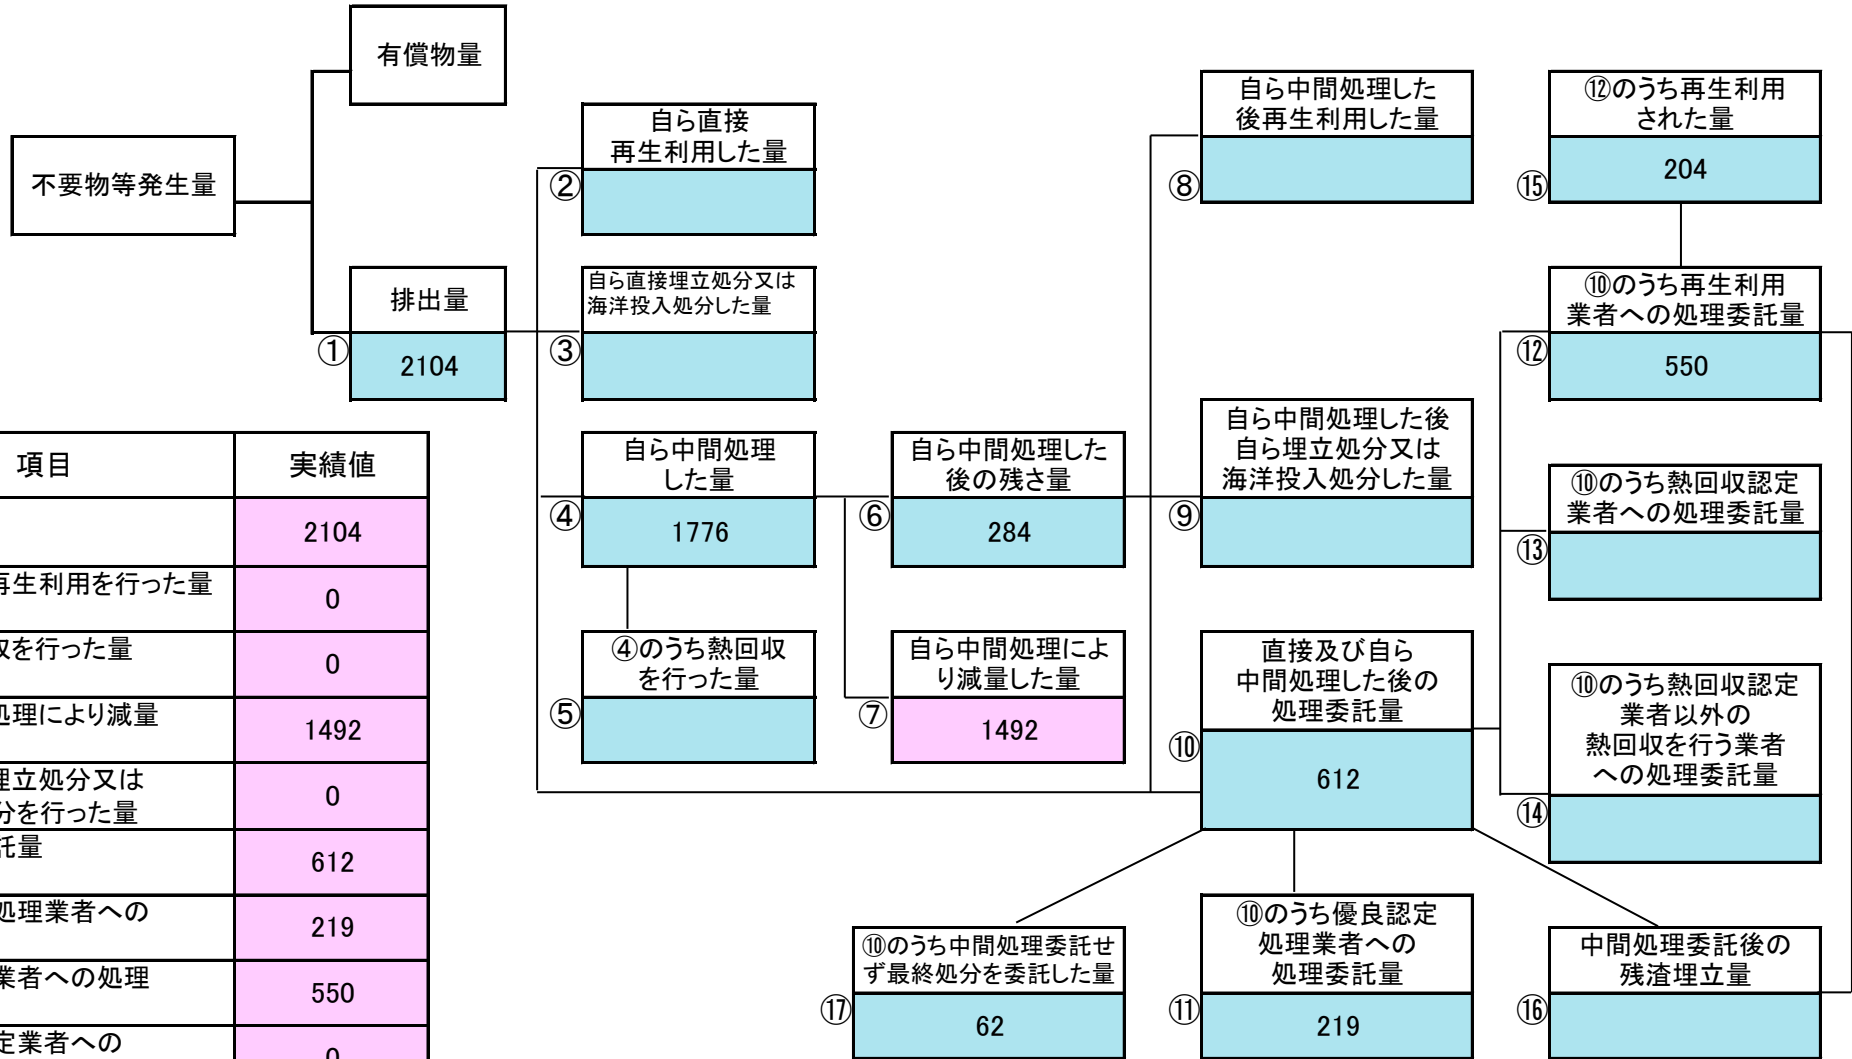 有償物量
不要物等発生量
排出量
①
2104
自ら直接
再生利用した量
②
自ら直接埋立処分又は
海洋投入処分した量
③
自ら中間処理
した量
④
1776
④のうち熱回収
を行った量
⑤
自ら中間処理した
後の残さ量
⑥
284
自ら中間処理によ
り減量した量
⑦
1492
自ら中間処理した
後再生利用した量
⑧
自ら中間処理した後
自ら埋立処分又は
海洋投入処分した量
⑨
直接及び自ら
中間処理した後の
処理委託量
⑩
612
⑩のうち優良認定
処理業者への
処理委託量
⑪
219
⑩のうち中間処理委託せ
ず最終処分を委託した量
⑰
62
⑫のうち再生利用
された量
⑮
204
⑩のうち再生利用
業者への処理委託量
⑫
550
⑩のうち熱回収認定
業者への処理委託量
⑬
⑩のうち熱回収認定
業者以外の
熱回収を行う業者
への処理委託量
⑭
中間処理委託後の
残渣埋立量
⑯
項目 実績値
2104
再生利用を行った量 0
を行った量 0
処理により減量 1492
埋立処分又は
分を行った量 0
託量 612
処理業者への 219
業者への処理 550
定業者への 0